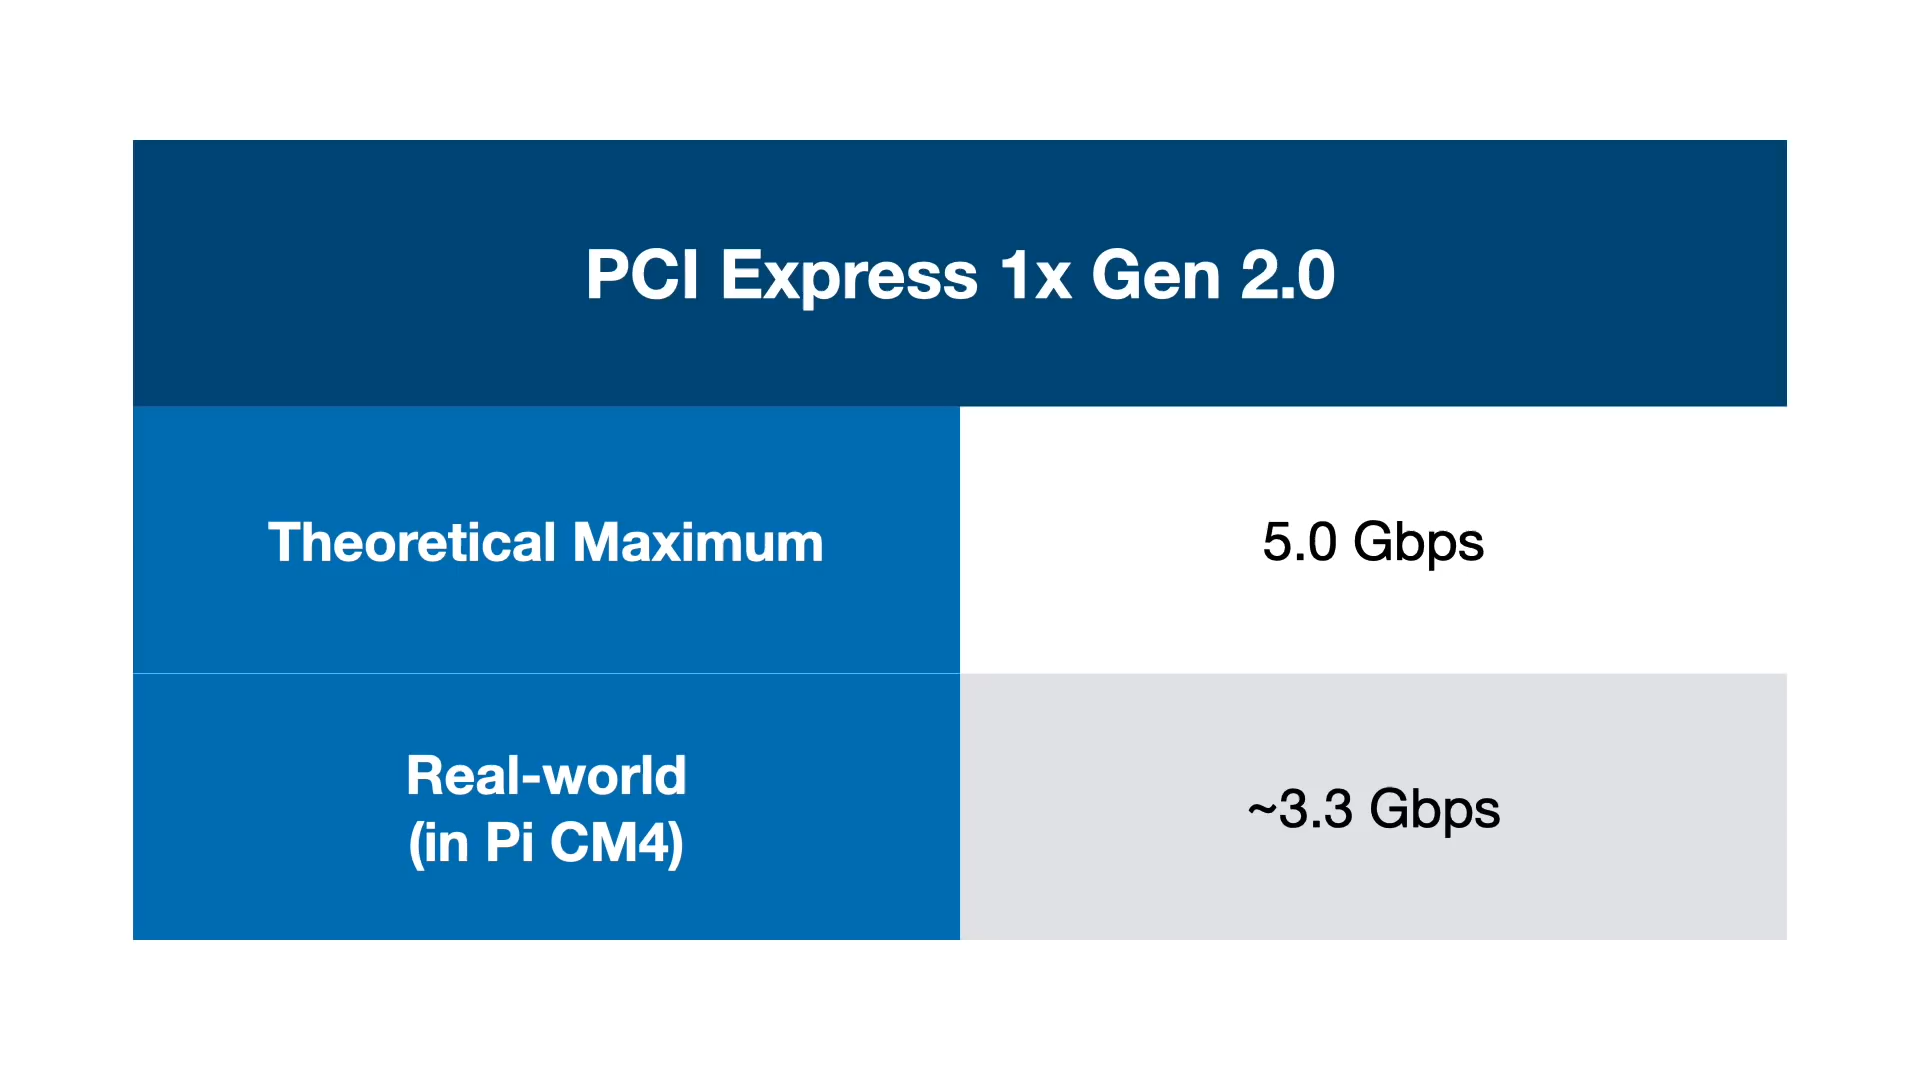 PCI Express 1x Gen 2.0
Theoretical Maximum
5.0 Gbps
Real-world
(in Pi CM4)
~3.3 Gbps